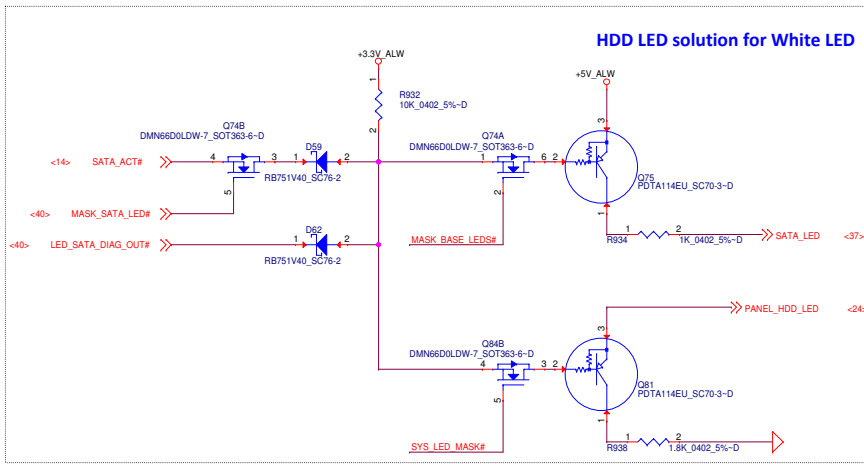 HDD LED solution for White LED
+3.3V_ALW
+5V_ALW
1
R932
10K_0402_5%~D
2
Q74B
DMN66D0LDW-7_SOT363-6~D
Q74A
DMN66D0LDW-7_SOT363-6~D
3
<14> SATA_ACT#
4 3
5
D59
1 2
RB751V40_SC76-2
1 6 2
2
Q75
PDTA114EU_SC70-3~D
1
<40> MASK_SATA_LED#
<40> LED_SATA_DIAG_OUT#
D62
1 2
RB751V40_SC76-2
MASK_BASE_LEDS#
R934
1 2
1K_0402_5%~D
SATA_LED <37>
PANEL_HDD_LED <24>
3
Q84B
DMN66D0LDW-7_SOT363-6~D
4 3 2
5
Q81
PDTA114EU_SC70-3~D
1
SYS_LED_MASK#
R938
1 2
1.8K_0402_5%~D